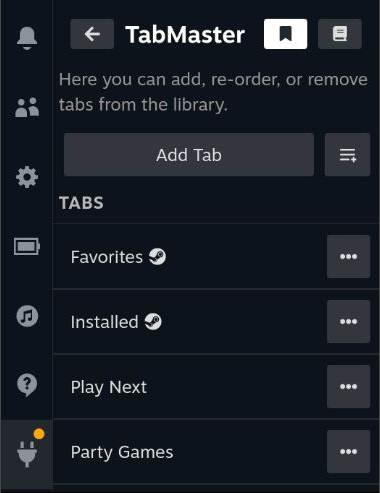 TabMaster
Here you can add, re-order, or remove
tabs from the library.
Add Tab
TABS
Favorites
Installed
Play Next
Party Games